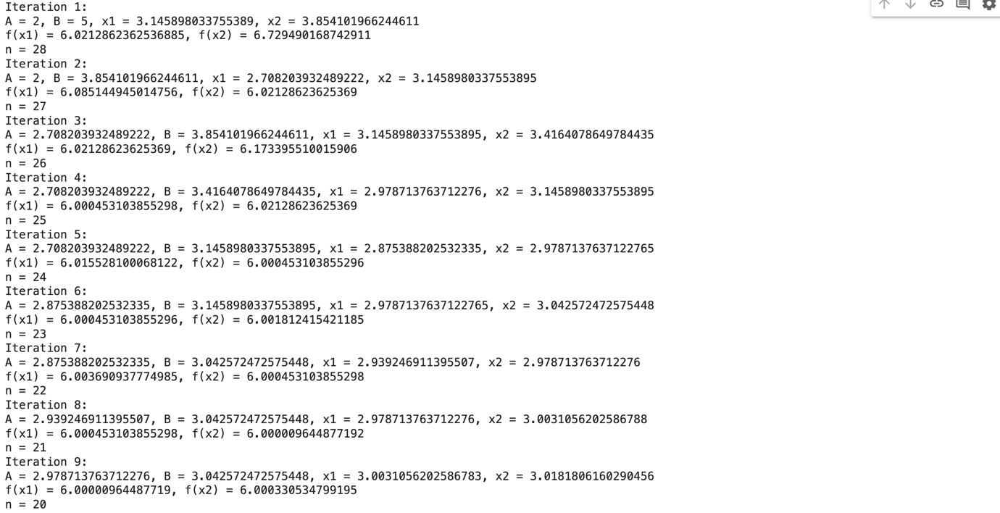 Iteration 1:
A = 2, B = 5, x1 = 3.145898033755389, x2 = 3.854101966244611
f(x1) = 6.0212862362536885, f(x2) = 6.729490168742911
n = 28
Iteration 2:
A = 2, B = 3.854101966244611, x1 = 2.708203932489222, x2 = 3.1458980337553895
f(x1) = 6.085144945014756, f(x2) = 6.02128623625369
n = 27
Iteration 3:
A = 2.708203932489222, B = 3.854101966244611, x1 = 3.1458980337553895, x2 = 3.4164078649784435
f(x1) = 6.02128623625369, f(x2) = 6.173395510015906
n = 26
Iteration 4:
A = 2.708203932489222, B = 3.4164078649784435, x1 = 2.978713763712276, x2 = 3.1458980337553895
f(x1) = 6.000453103855298, f(x2) = 6.02128623625369
n = 25
Iteration 5:
A = 2.708203932489222, B = 3.1458980337553895, x1 = 2.875388202532335, x2 = 2.9787137637122765
f(x1) = 6.015528100068122, f(x2) = 6.000453103855296
n = 24
Iteration 6:
A = 2.875388202532335, B = 3.1458980337553895, x1 = 2.9787137637122765, x2 = 3.042572472575448
f(x1) = 6.000453103855296, f(x2) = 6.001812415421185
n = 23
Iteration 7:
A = 2.875388202532335, B = 3.042572472575448, x1 = 2.939246911395507, x2 = 2.978713763712276
f(x1) = 6.003690937774985, f(x2) = 6.000453103855298
n = 22
Iteration 8:
A = 2.939246911395507, B = 3.042572472575448, x1 = 2.978713763712276, x2 = 3.0031056202586788
f(x1) = 6.000453103855298, f(x2) = 6.000009644877192
n = 21
Iteration 9:
A = 2.978713763712276, B = 3.042572472575448, x1 = 3.0031056202586783, x2 = 3.0181806160290456
f(x1) = 6.00000964487719, f(x2) = 6.000330534799195
n = 20